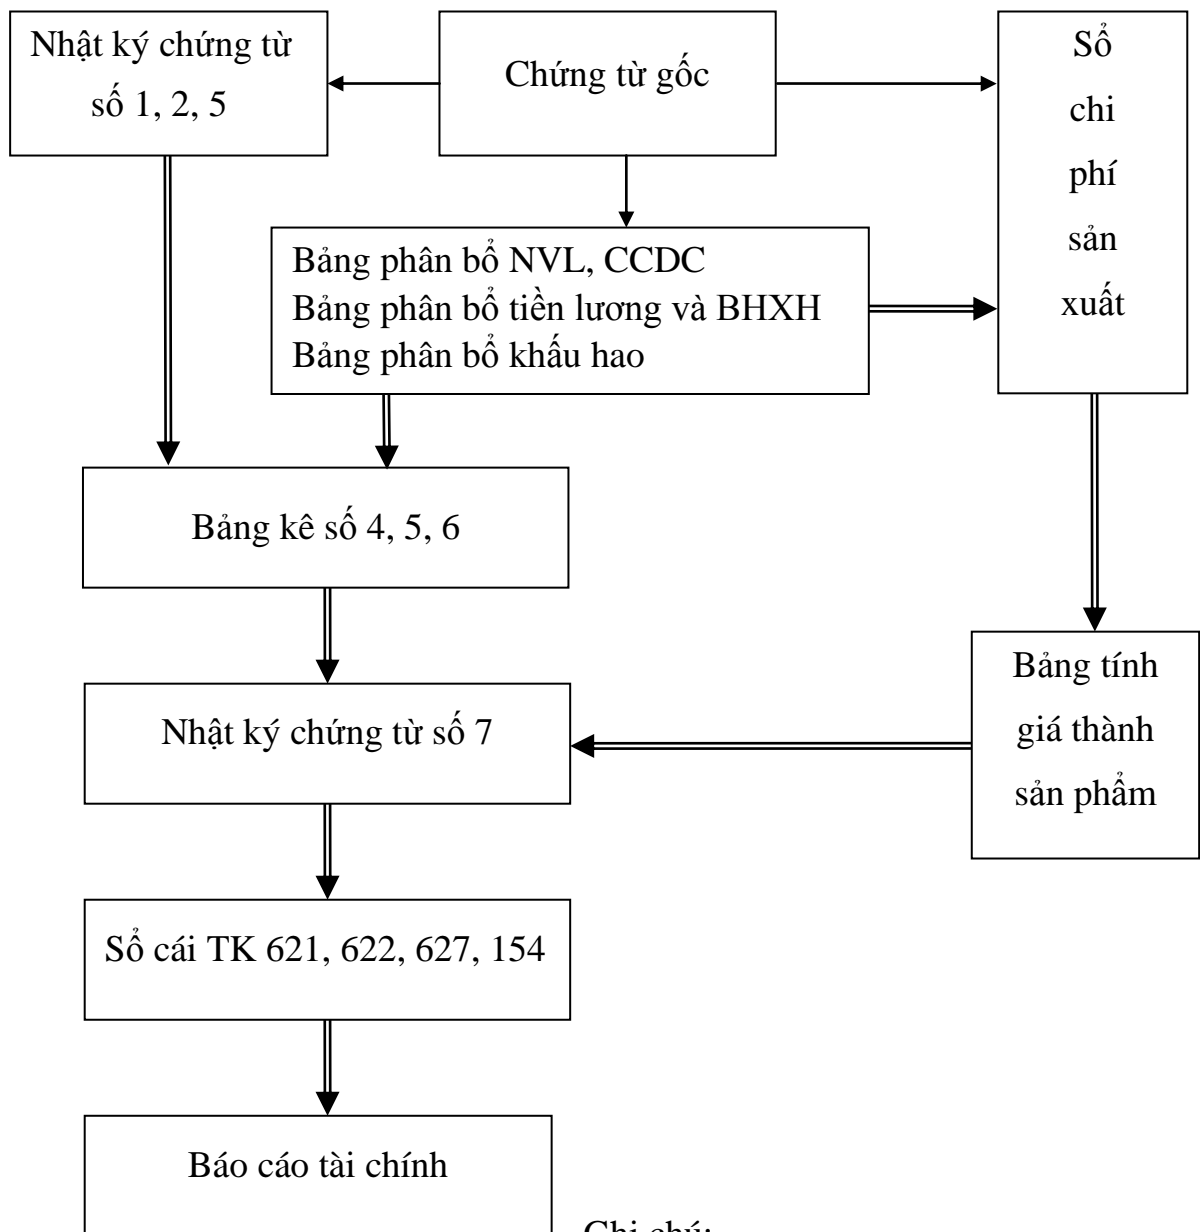 Nhật ký chứng từ
số 1, 2, 5
Chứng từ gốc
Sổ
chi
phí
sản
xuất
Bảng phân bổ NVL, CCDC
Bảng phân bổ tiền lương và BHXH
Bảng phân bổ khấu hao
Bảng kê số 4, 5, 6
Bảng tính
giá thành
sản phẩm
Nhật ký chứng từ số 7
Sổ cái TK 621, 622, 627, 154
Báo cáo tài chính
Ghi chú: